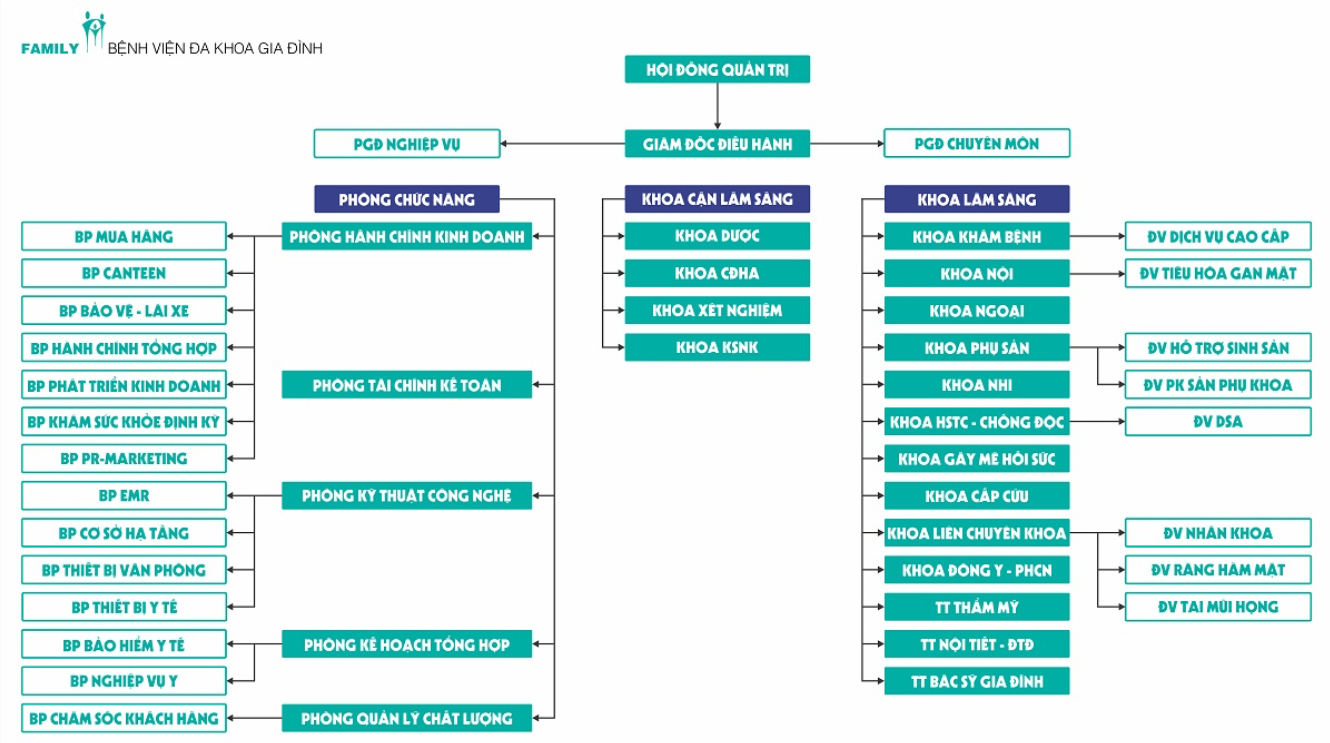 FAMILY BỆNH VIỆN ĐA KHOA GIA ĐÌNH
HỘI ĐỒNG QUẢN TRỊ
PGĐ NGHIỆP VỤ
GIÁM ĐỐC ĐIỀU HÀNH
PGĐ CHUYÊN MÔN
PHÒNG CHỨC NĂNG
KHOA CẬN LÂM SÀNG
KHOA LÂM SÀNG
BP MUA HÀNG
PHÒNG HÀNH CHÍNH KINH DOANH
KHOA DƯỢC
KHOA KHÁM BỆNH
ĐV DỊCH VỤ CAO CẤP
BP CANTEEN
KHOA CĐHA
KHOA NỘI
ĐV TIÊU HÓA GAN MẬT
BP BẢO VỆ - LÁI XE
KHOA XÉT NGHIỆM
KHOA NGOẠI
BP HÀNH CHÍNH TỔNG HỢP
KHOA KSNK
KHOA PHỤ SẢN
ĐV HỖ TRỢ SINH SẢN
BP PHÁT TRIỂN KINH DOANH
PHÒNG TÀI CHÍNH KẾ TOÁN
KHOA NHI
ĐV PK SẢN PHỤ KHOA
BP KHÁM SỨC KHỎE ĐỊNH KỲ
KHOA HSTC - CHỐNG ĐỘC
ĐV DSA
BP PR-MARKETING
KHOA GÂY MÊ HỒI SỨC
BP EMR
PHÒNG KỸ THUẬT CÔNG NGHỆ
KHOA CẤP CỨU
BP CƠ SỞ HẠ TẦNG
KHOA LIÊN CHUYÊN KHOA
ĐV NHÃN KHOA
BP THIẾT BỊ VĂN PHÒNG
KHOA ĐÔNG Y - PHCN
ĐV RĂNG HÀM MẶT
BP THIẾT BỊ Y TẾ
TT THẨM MỸ
ĐV TAI MŨI HỌNG
BP BẢO HIỂM Y TẾ
PHÒNG KẾ HOẠCH TỔNG HỢP
TT NỘI TIẾT - ĐTĐ
BP NGHIỆP VỤ Y
TT BÁC SỸ GIA ĐÌNH
BP CHĂM SÓC KHÁCH HÀNG
PHÒNG QUẢN LÝ CHẤT LƯỢNG